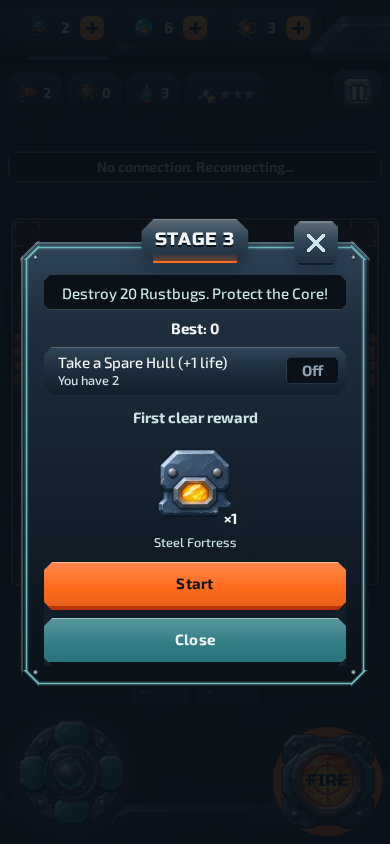 2 6 3
2 0 3
No connection. Reconnecting...
STAGE 3
Destroy 20 Rustbugs. Protect the Core!
Best: 0
Take a Spare Hull (+1 life)
You have 2
Off
First clear reward
×1
Steel Fortress
Start
Close
FIRE